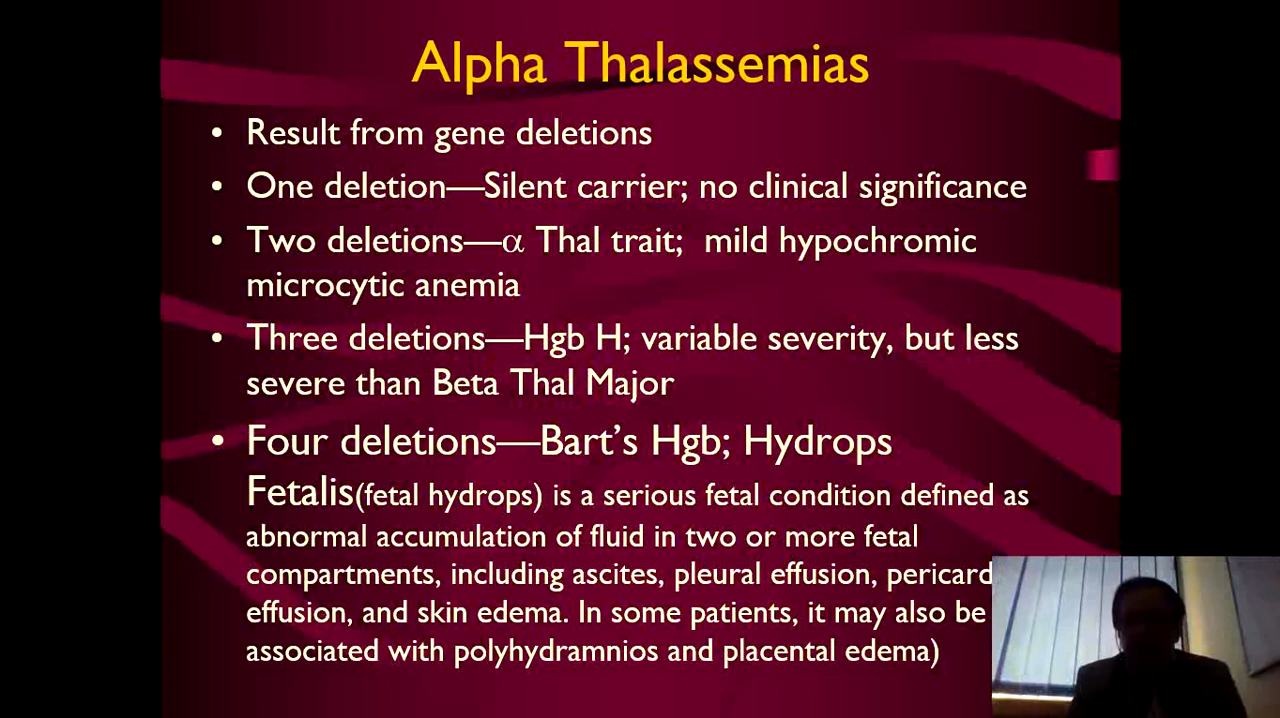 Alpha Thalassemias
• Result from gene deletions
• One deletion—Silent carrier; no clinical significance
• Two deletions—α Thal trait;  mild hypochromic
microcytic anemia
• Three deletions—Hgb H; variable severity, but less
severe than Beta Thal Major
• Four deletions—Bart’s Hgb; Hydrops
Fetalis(fetal hydrops) is a serious fetal condition defined as
abnormal accumulation of fluid in two or more fetal
compartments, including ascites, pleural effusion, pericard
effusion, and skin edema. In some patients, it may also be
associated with polyhydramnios and placental edema)